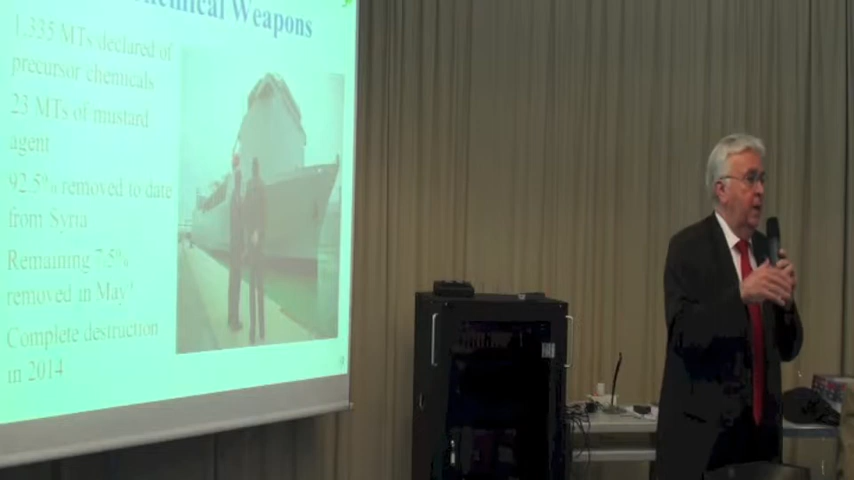 Chemical Weapons
1,335 MTs declared of
precursor chemicals
23 MTs of mustard
agent
92.5% removed to date
from Syria
Remaining 7.5%
removed in May?
Complete destruction
in 2014